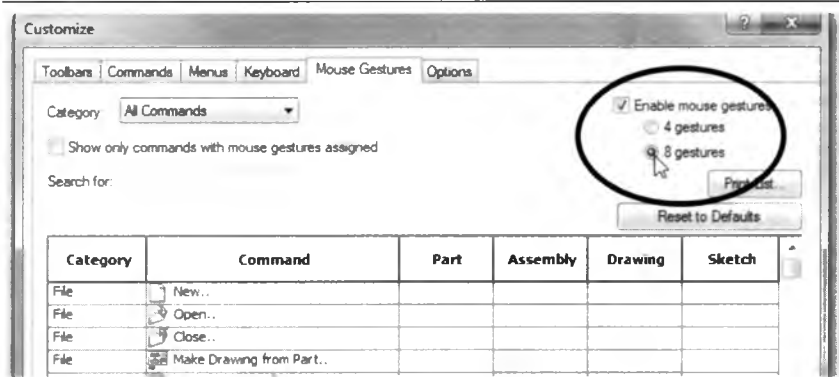 Customize
Toolbars Commands Menus Keyboard Mouse Gestures Options
Category All Commands
Enable mouse gestures
4 gestures
Show only commands with mouse gestures assigned
8 gestures
Search for:
Print List...
Reset to Defaults
Category Command Part Assembly Drawing Sketch
File New..
File Open..
File Close..
File Make Drawing from Part..